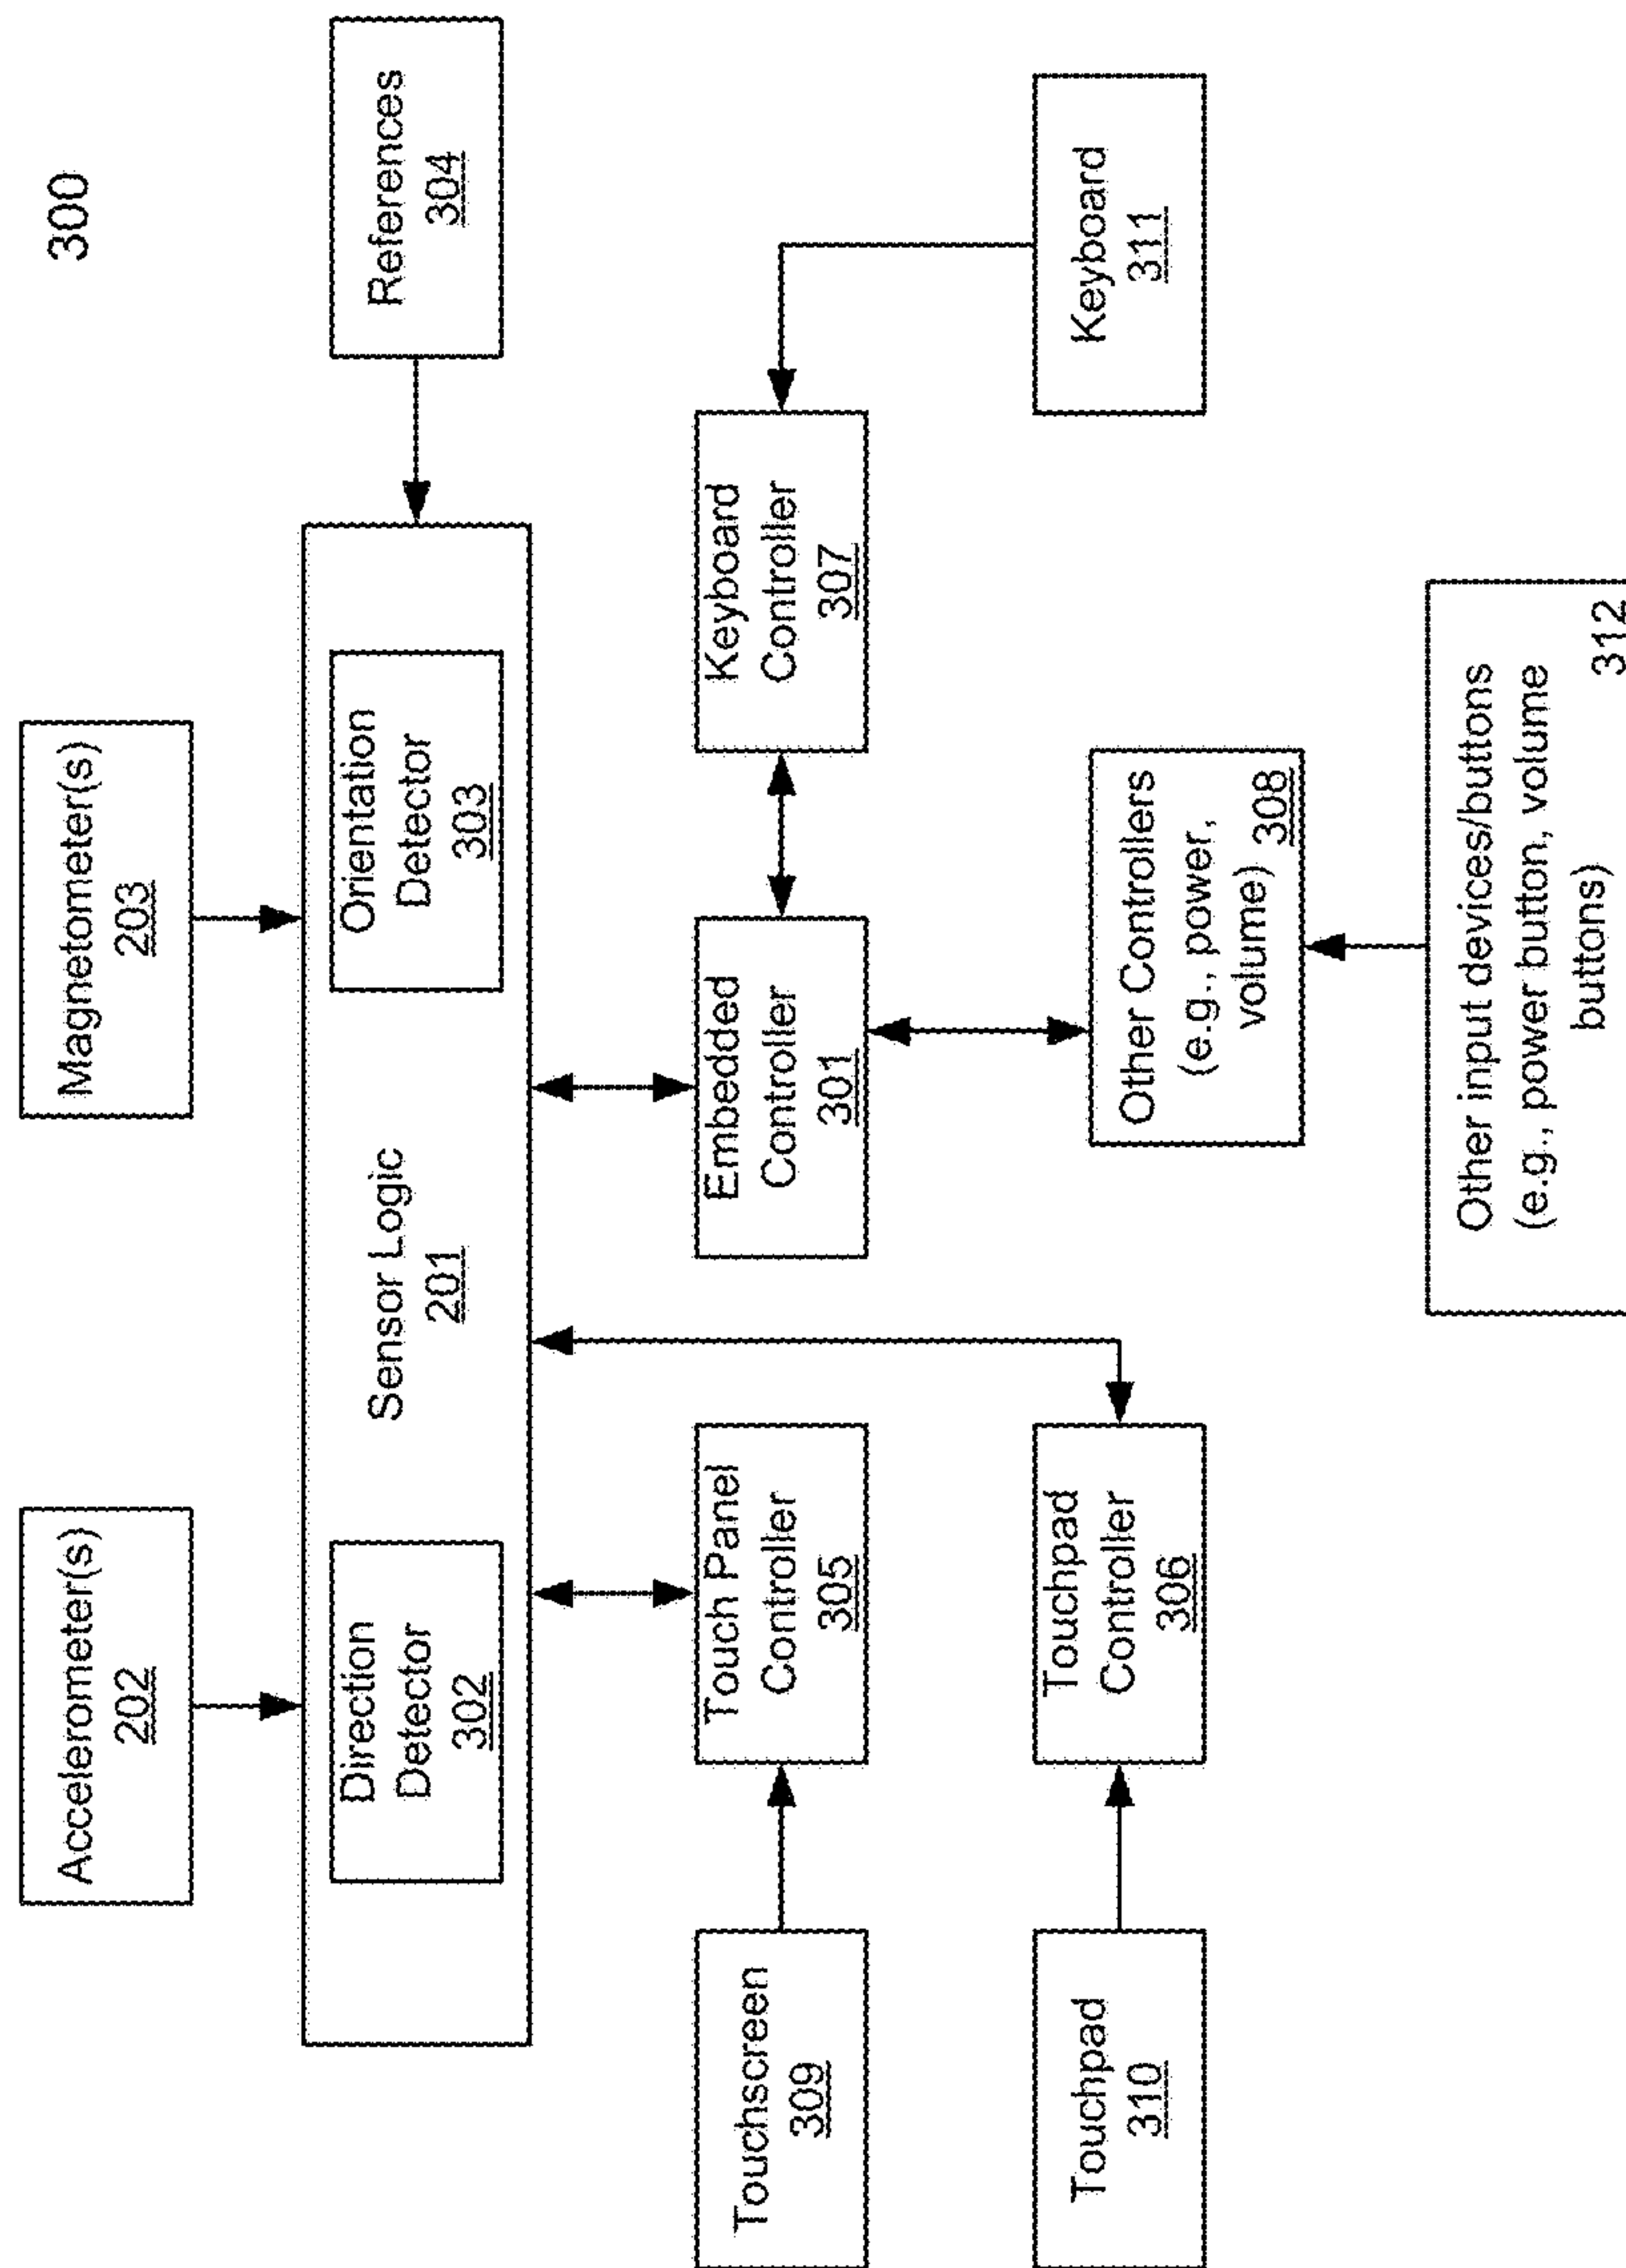 300
Accelerometer(s)
202
Magnetometer(s)
203
Direction
Detector
302
Sensor Logic
201
Orientation
Detector
303
References
304
Touchscreen
309
Touch Panel
Controller
305
Embedded
Controller
301
Keyboard
Controller
307
Touchpad
310
Touchpad
Controller
306
Other Controllers
(e.g., power,
volume) 308
Keyboard
311
Other input devices/buttons
(e.g., power button, volume
buttons)
312